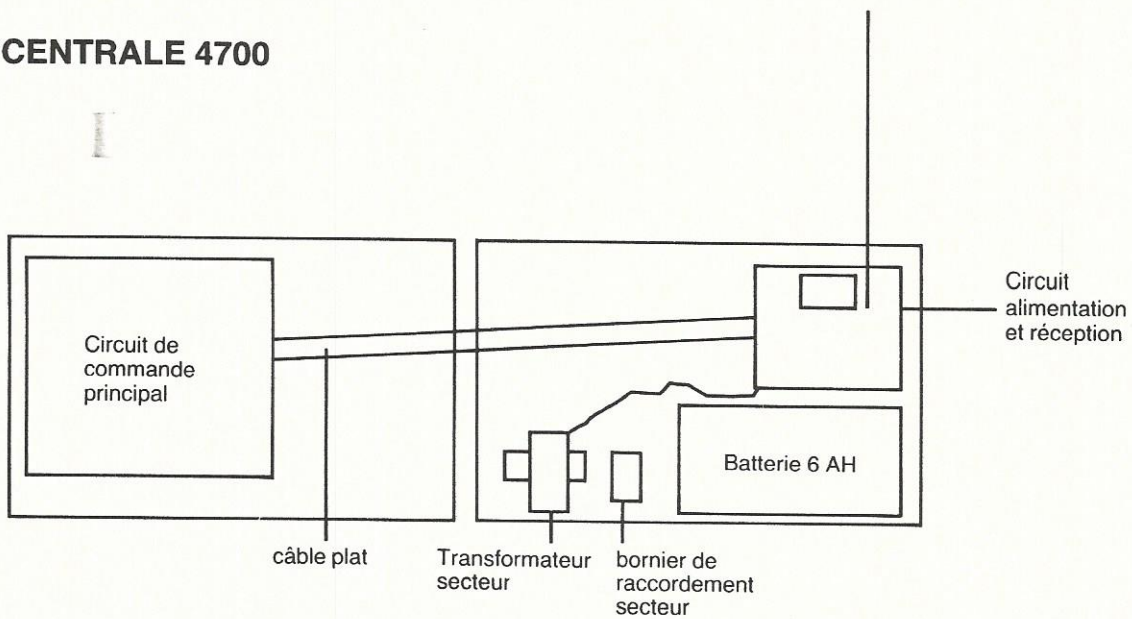 CENTRALE 4700
Circuit
alimentation
et réception
Circuit de
commande
principal
Batterie 6 AH
câble plat
Transformateur
secteur
bornier de
raccordement
secteur